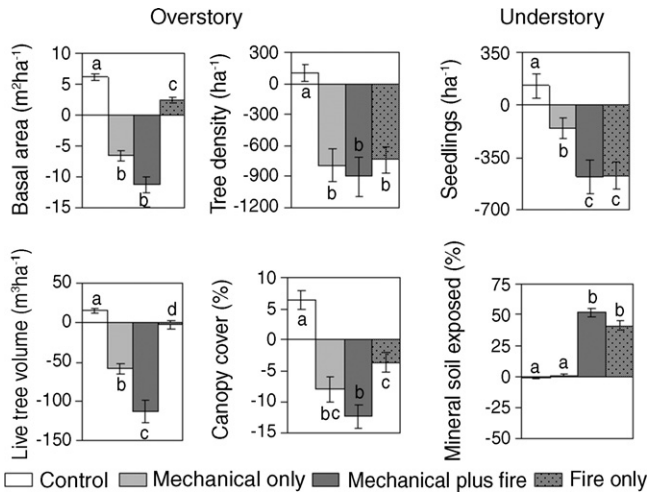 Overstory
Understory
Basal area (m²ha⁻¹)
10
5
0
-5
-10
-15
a
b
b
c
Tree density (ha⁻¹)
300
0
-300
-600
-900
-1200
a
b
b
b
Seedlings (ha⁻¹)
350
0
-350
-700
a
b
c
c
Live tree volume (m³ha⁻¹)
50
0
-50
-100
-150
a
b
c
d
Canopy cover (%)
10
5
0
-5
-10
-15
a
bc
b
c
Mineral soil exposed (%)
75
50
25
0
-25
-50
a
a
b
b
Control Mechanical only Mechanical plus fire Fire only